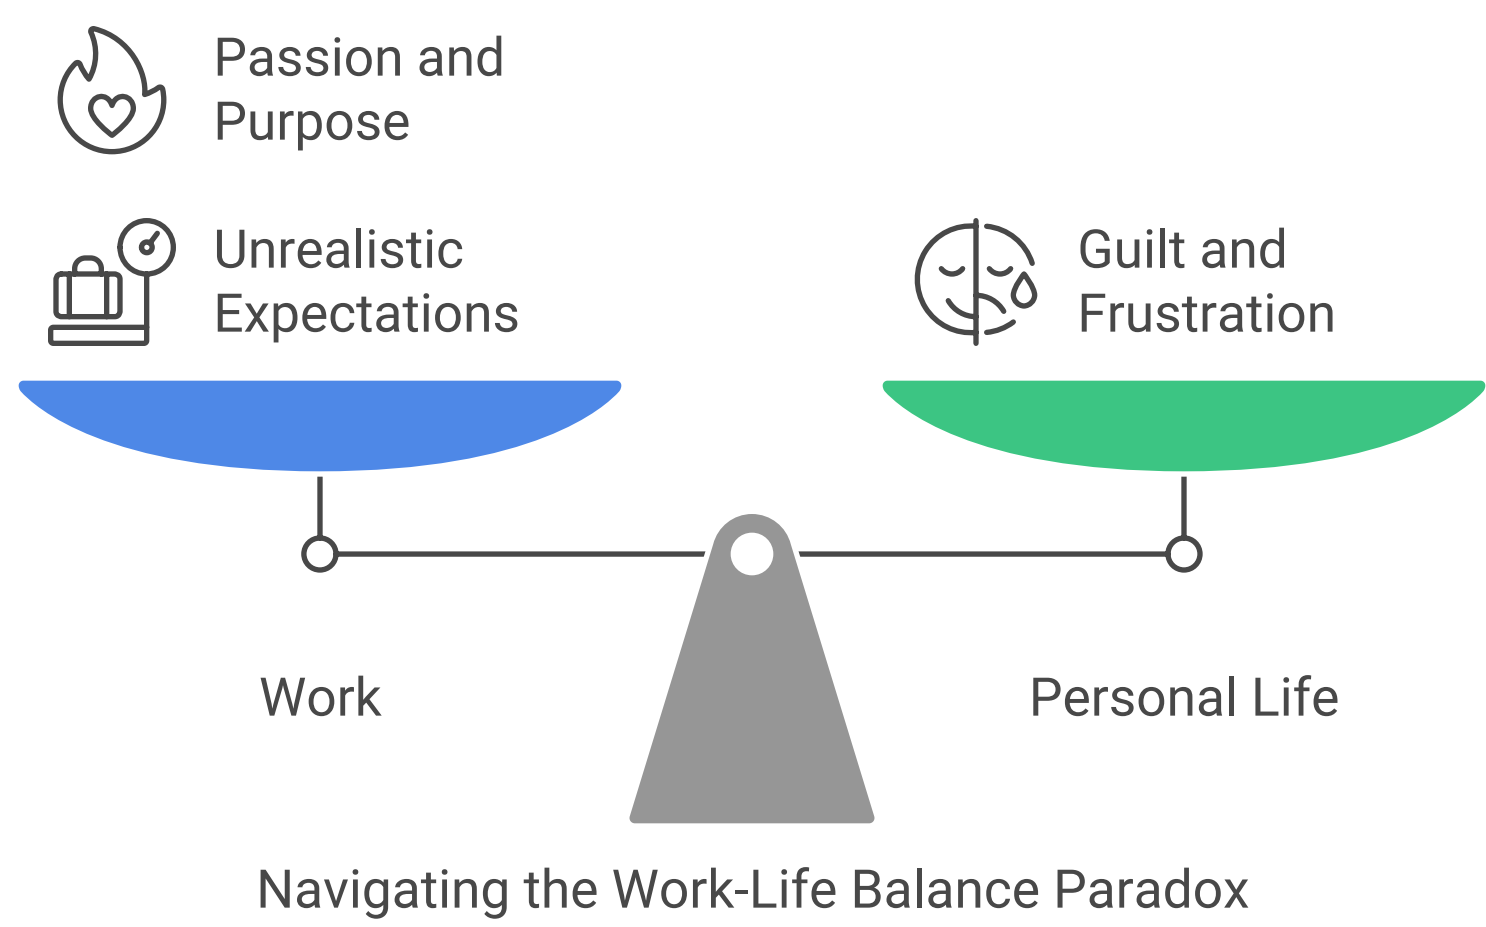 Passion and
Purpose
Unrealistic
Expectations
Guilt and
Frustration
Work
Personal Life
Navigating the Work-Life Balance Paradox